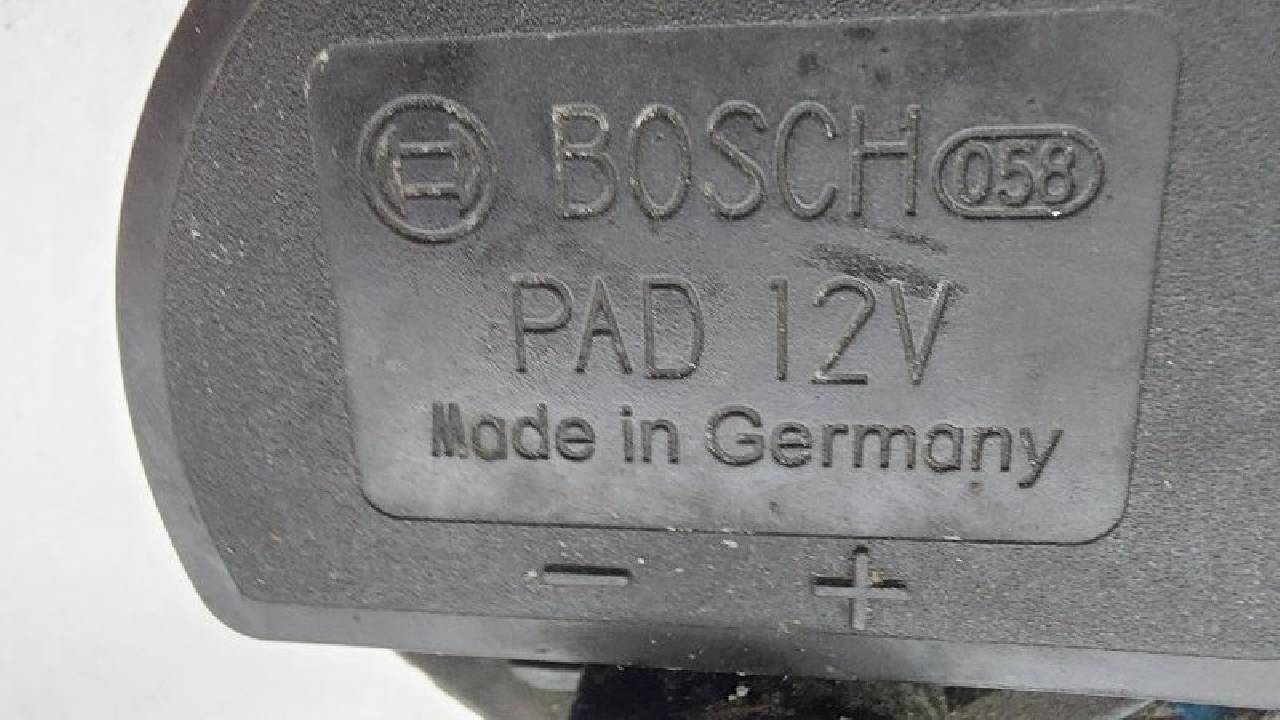 BOSCH 058
PAD 12V
Made in Germany
- +